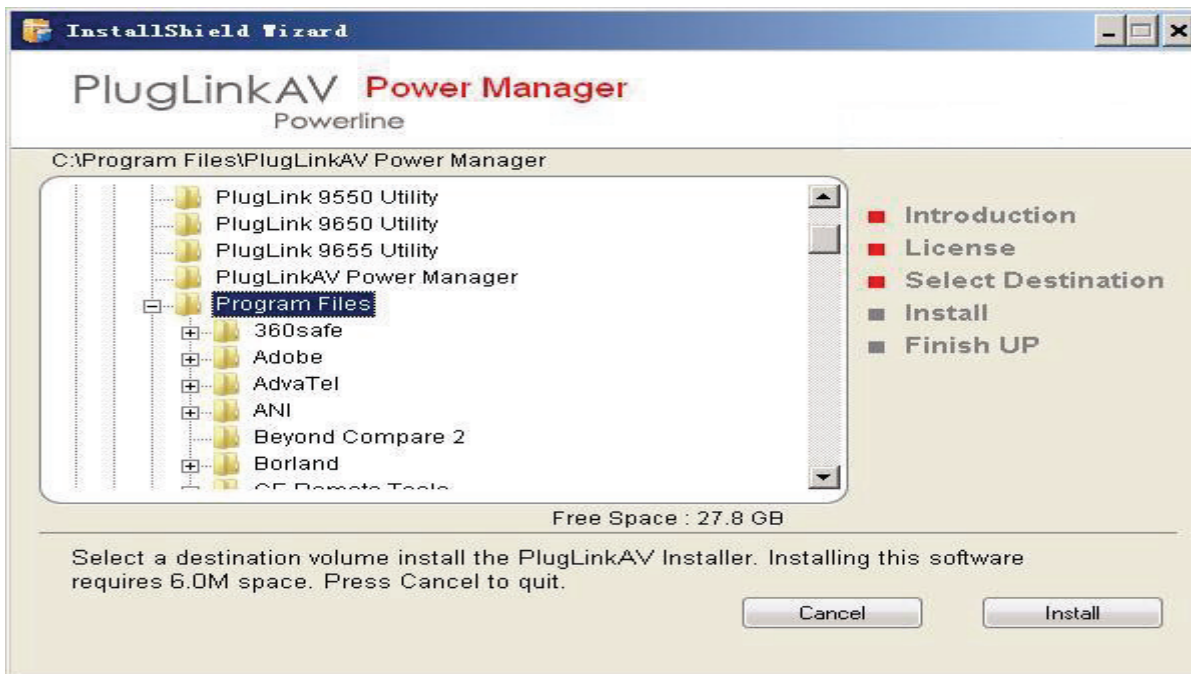 InstallShield Wizard
PlugLinkAV Power Manager
Powerline
C:\Program Files\PlugLinkAV Power Manager
PlugLink 9550 Utility
PlugLink 9650 Utility
PlugLink 9655 Utility
PlugLinkAV Power Manager
Program Files
360safe
Adobe
AdvaTel
ANI
Beyond Compare 2
Borland
CE Remote Tools
Introduction
License
Select Destination
Install
Finish UP
Free Space : 27.8 GB
Select a destination volume install the PlugLinkAV Installer. Installing this software
requires 6.0M space. Press Cancel to quit.
Cancel
Install